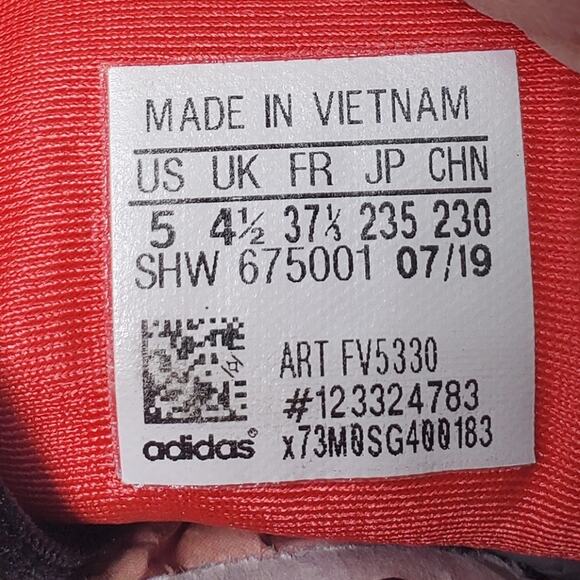 MADE IN VIETNAM
US UK FR JP CHN
5 4½ 37⅓ 235 230
SHW 675001 07/19
ART FV5330
#123324783
adidas®
x73M0SG400183